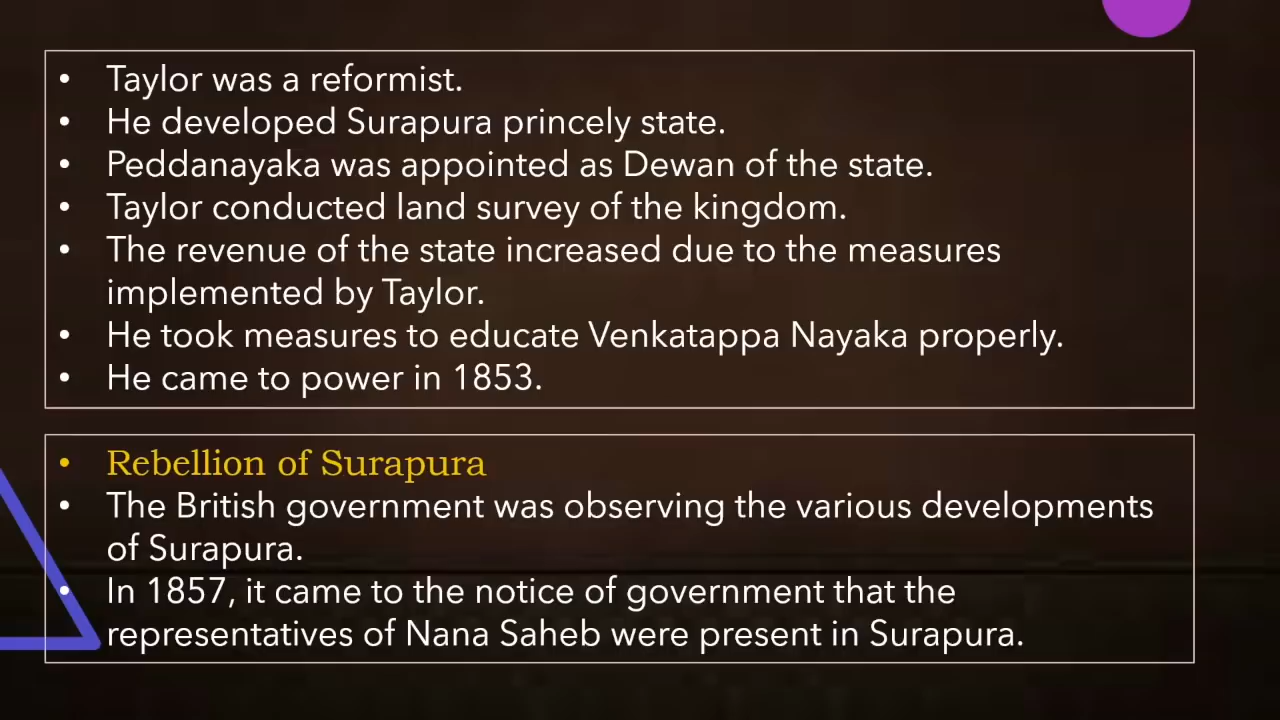 • Taylor was a reformist.
• He developed Surapura princely state.
• Peddanayaka was appointed as Dewan of the state.
• Taylor conducted land survey of the kingdom.
• The revenue of the state increased due to the measures
implemented by Taylor.
• He took measures to educate Venkatappa Nayaka properly.
• He came to power in 1853.
• Rebellion of Surapura
• The British government was observing the various developments
of Surapura.
• In 1857, it came to the notice of government that the
representatives of Nana Saheb were present in Surapura.